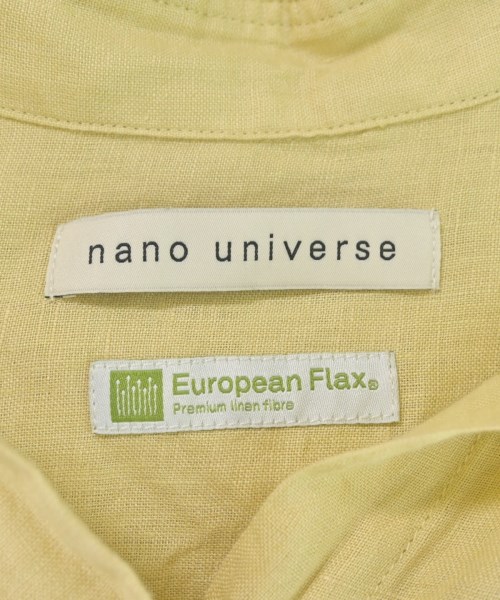 nano universe
European Flax®
Premium linen fibre